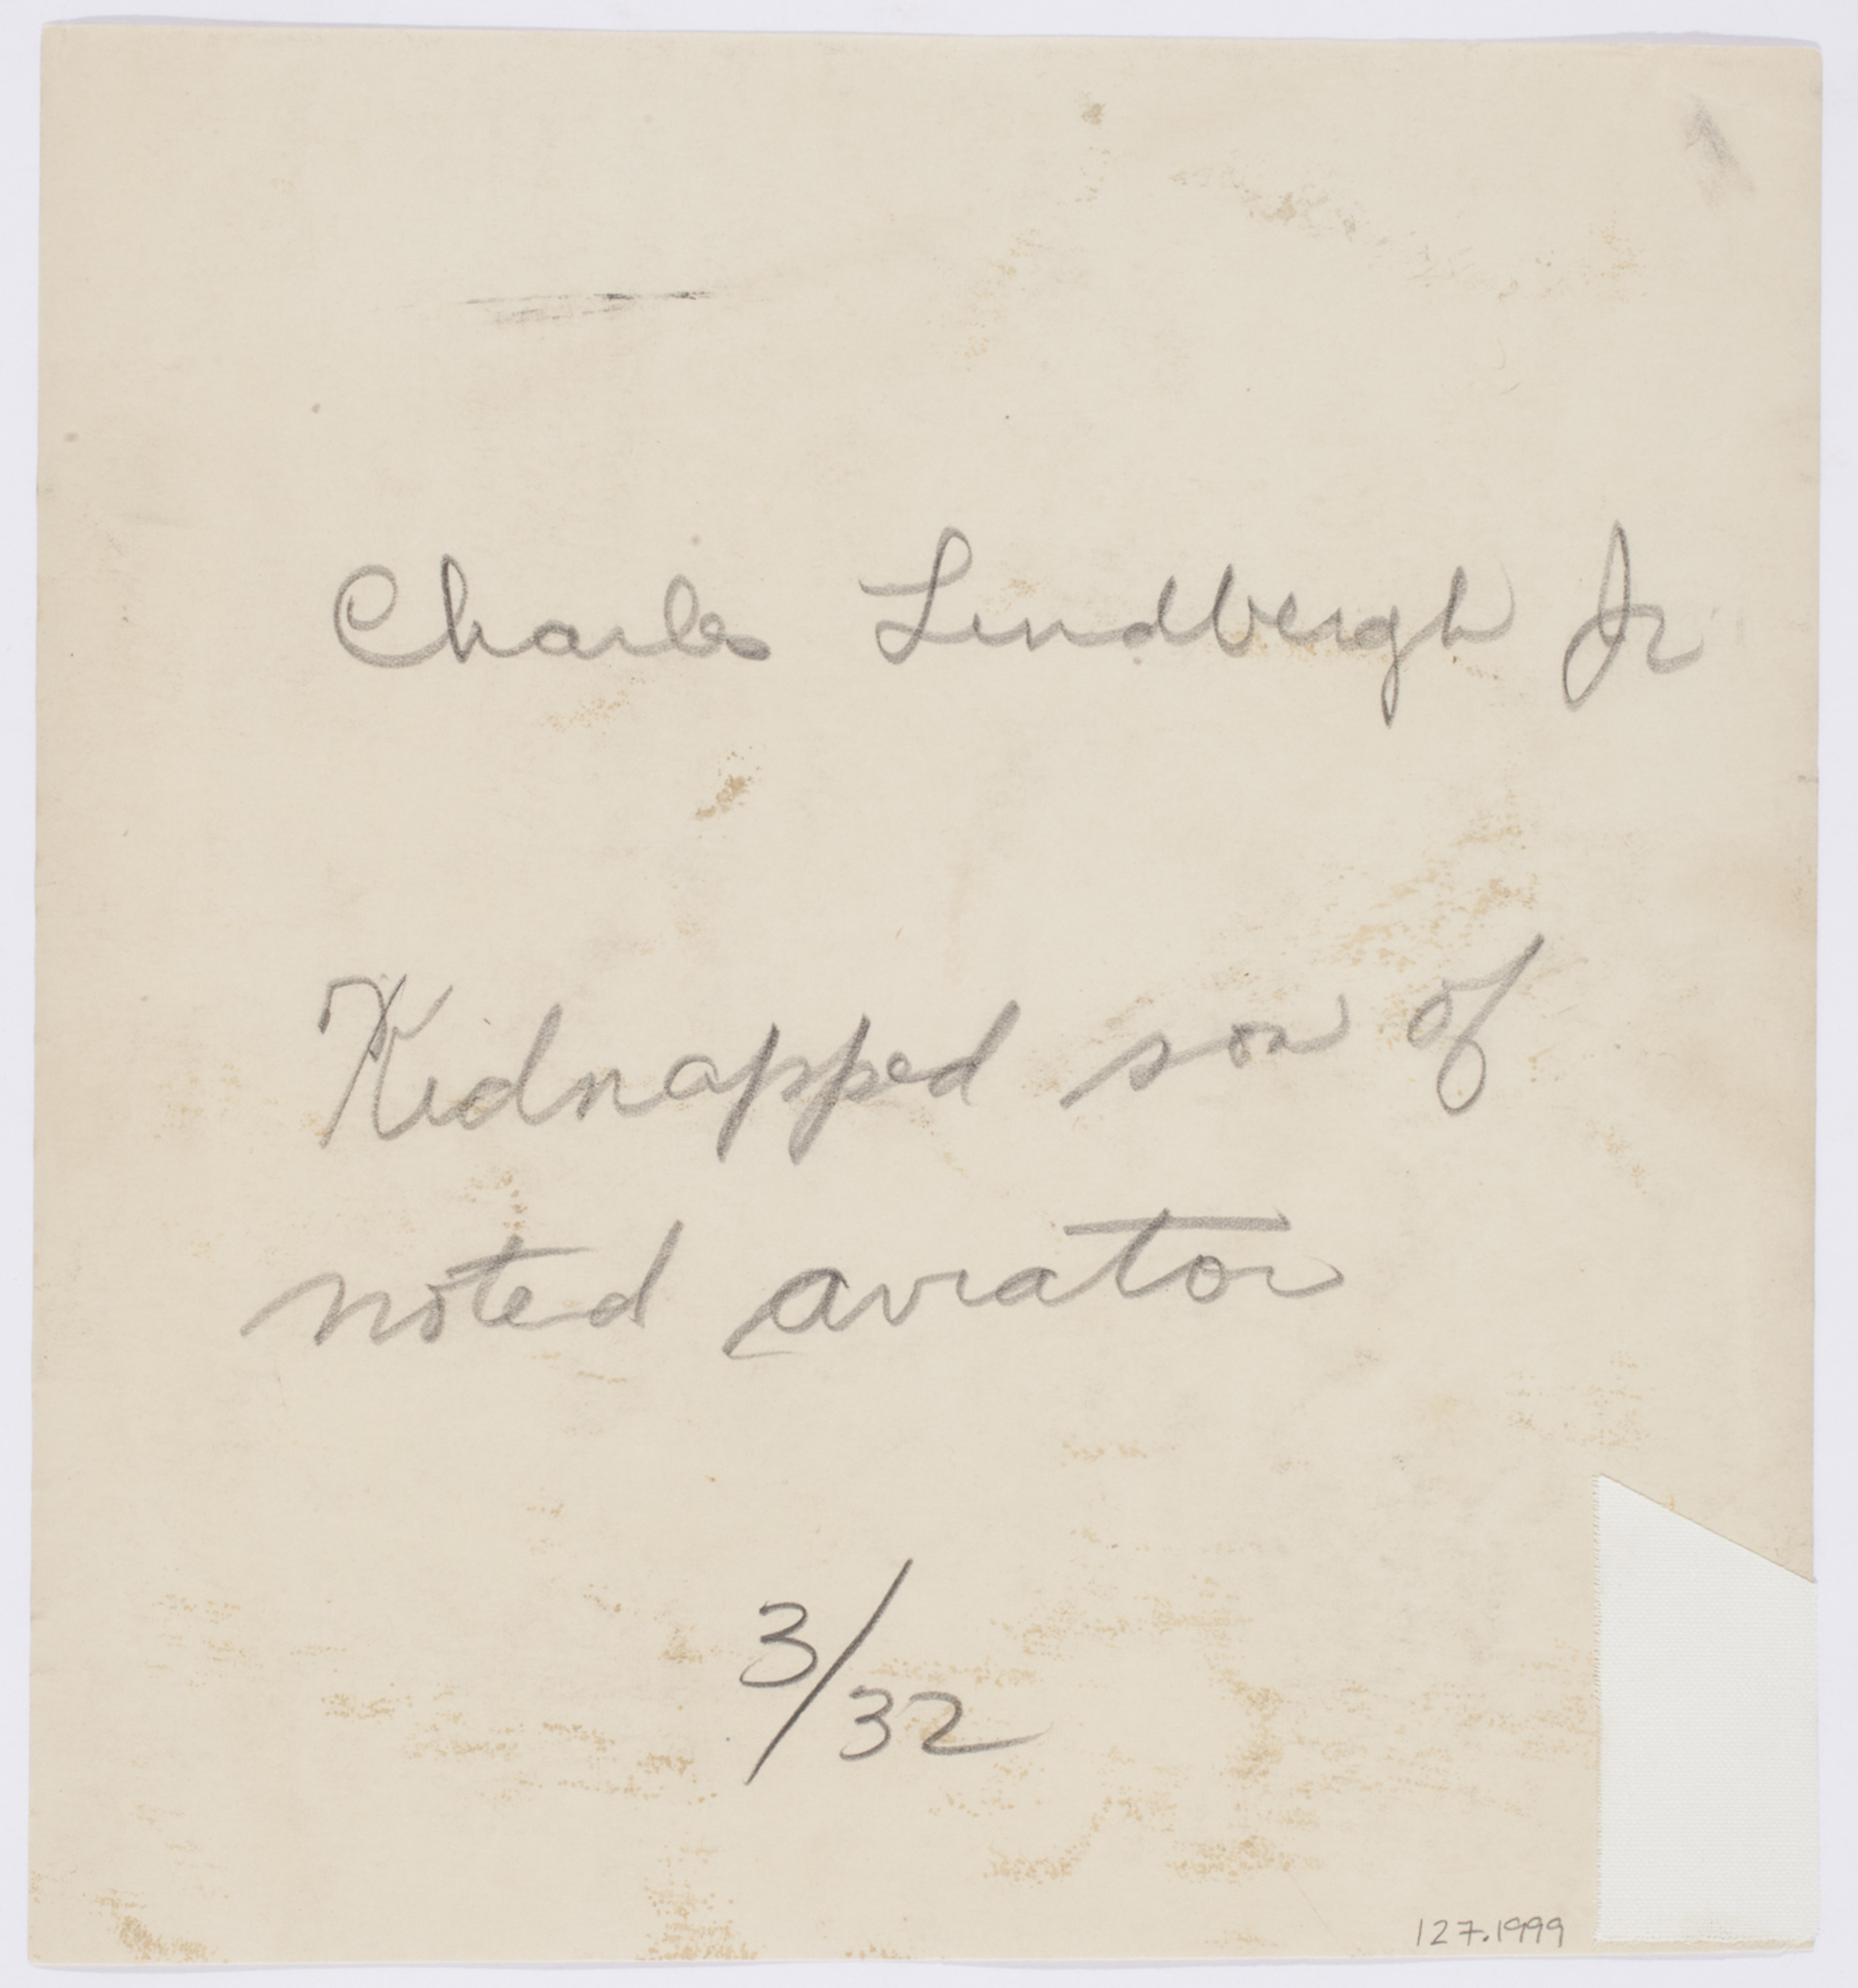 Charles Lindbergh Jr
Kidnapped son of
noted aviator
3/32
127.1999